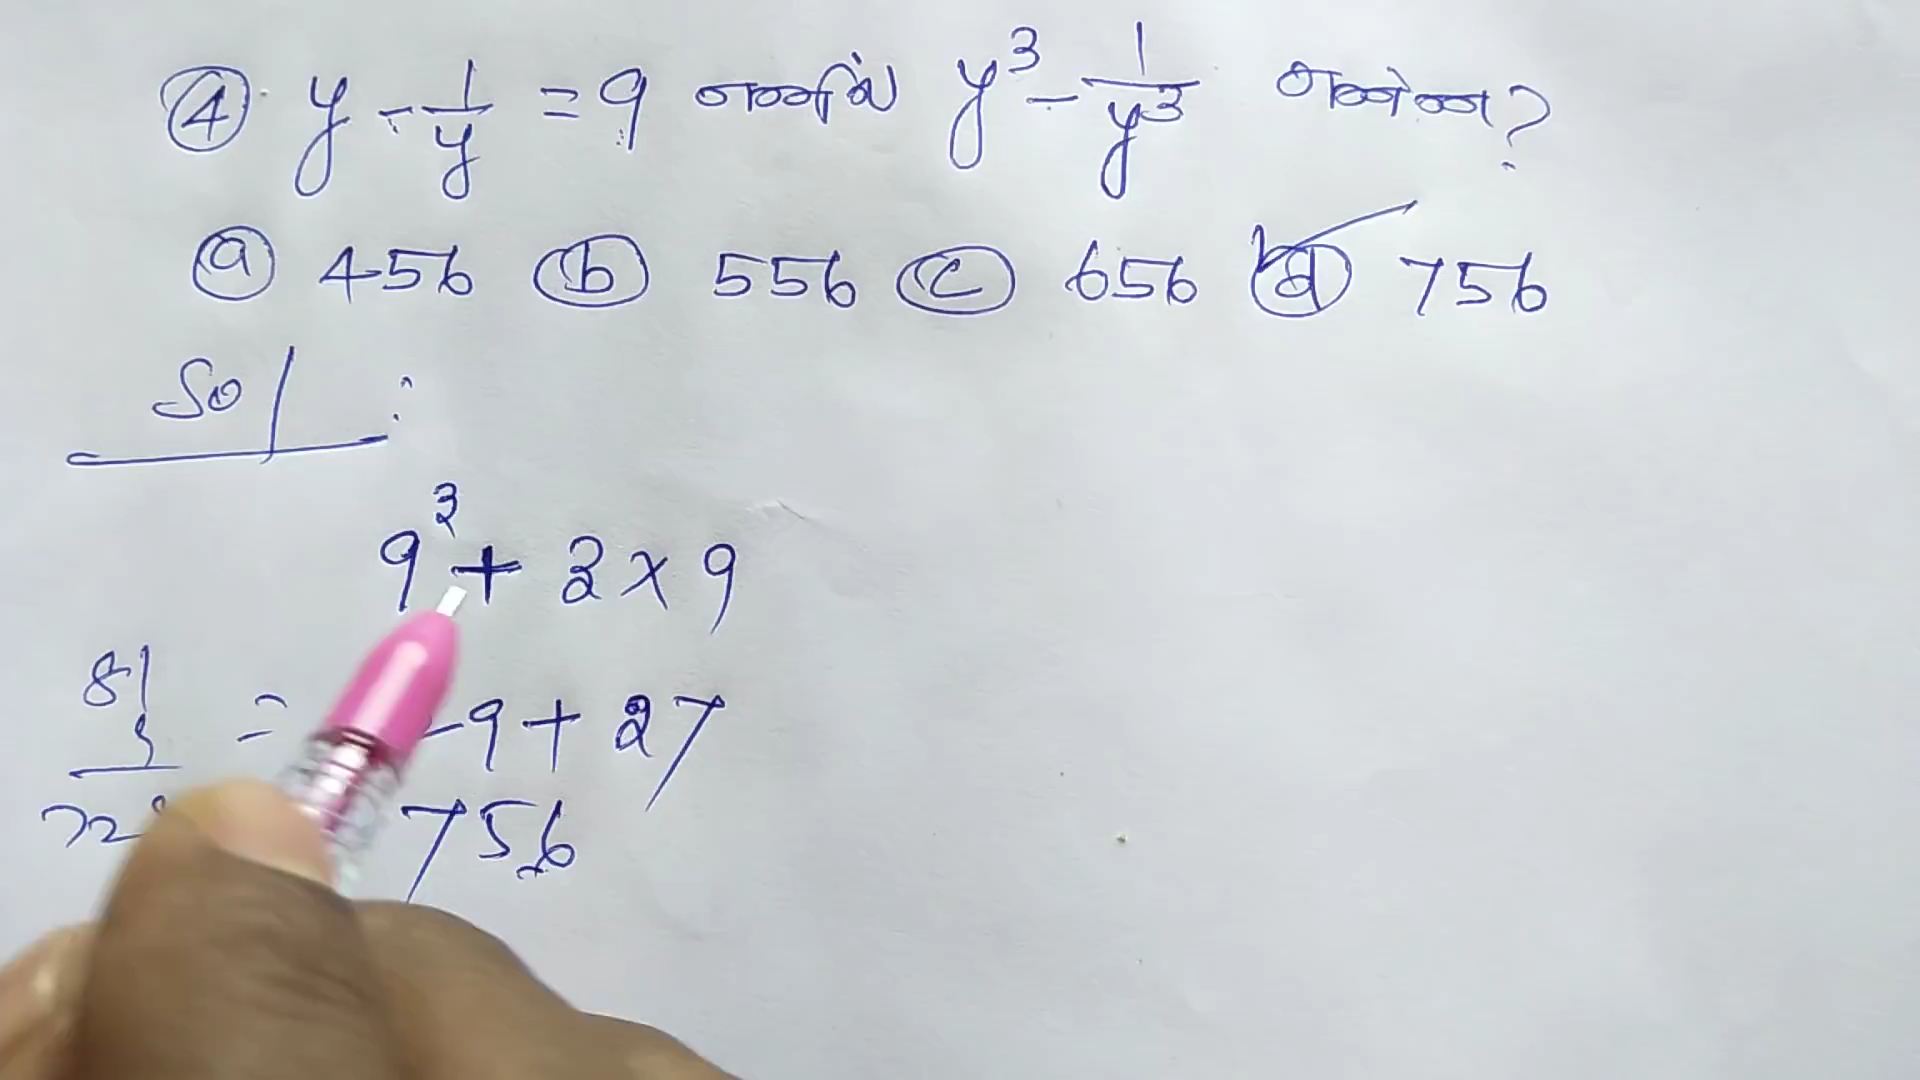 ④ y - 1/y = 9 எனில் y³ - 1/y³ என்ன?
ⓐ 456 ⓑ 556 ⓒ 656 ⓓ 756
Sol :
9³ + 3 × 9
81
9
= 9 + 27
756